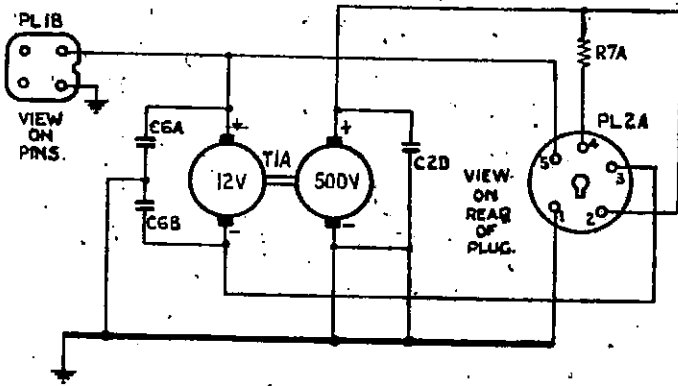 PL1B
VIEW
ON
PINS.
C6A
C6B
+
12V
-
T1A
+
500V
-
C2D
R7A
PL2A
VIEW
ON
REAR
OF
PLUG.
5
4
3
1
2